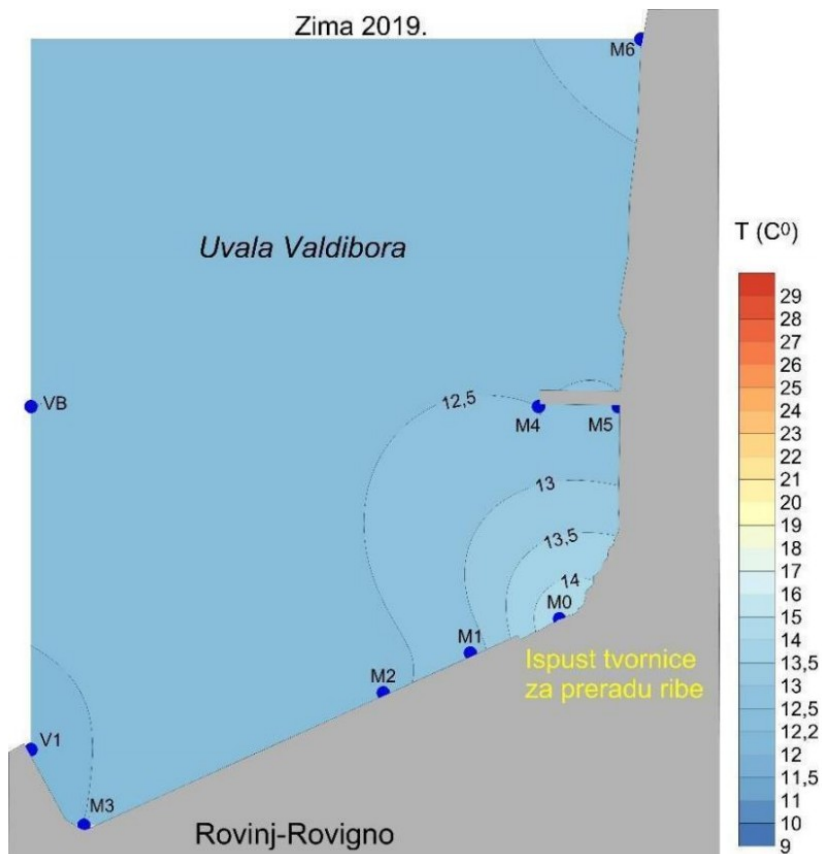 Zima 2019.
M6
Uvala Valdibora
T (C⁰)
29
28
27
26
25
24
23
22
21
20
19
18
17
16
15
14
13,5
13
12,5
12,2
12
11,5
11
10
9
VB
12,5
M4
M5
13
13,5
14
M0
M1
M2
Ispust tvornice
za preradu ribe
V1
M3
Rovinj-Rovigno